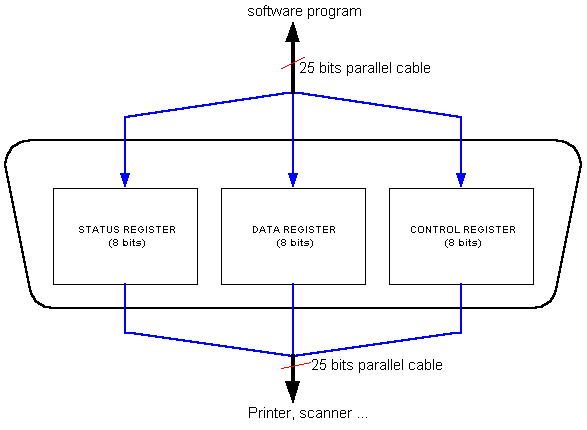 software program
25 bits parallel cable
STATUS REGISTER
(8 bits)
DATA REGISTER
(8 bits)
CONTROL REGISTER
(8 bits)
25 bits parallel cable
Printer, scanner ...